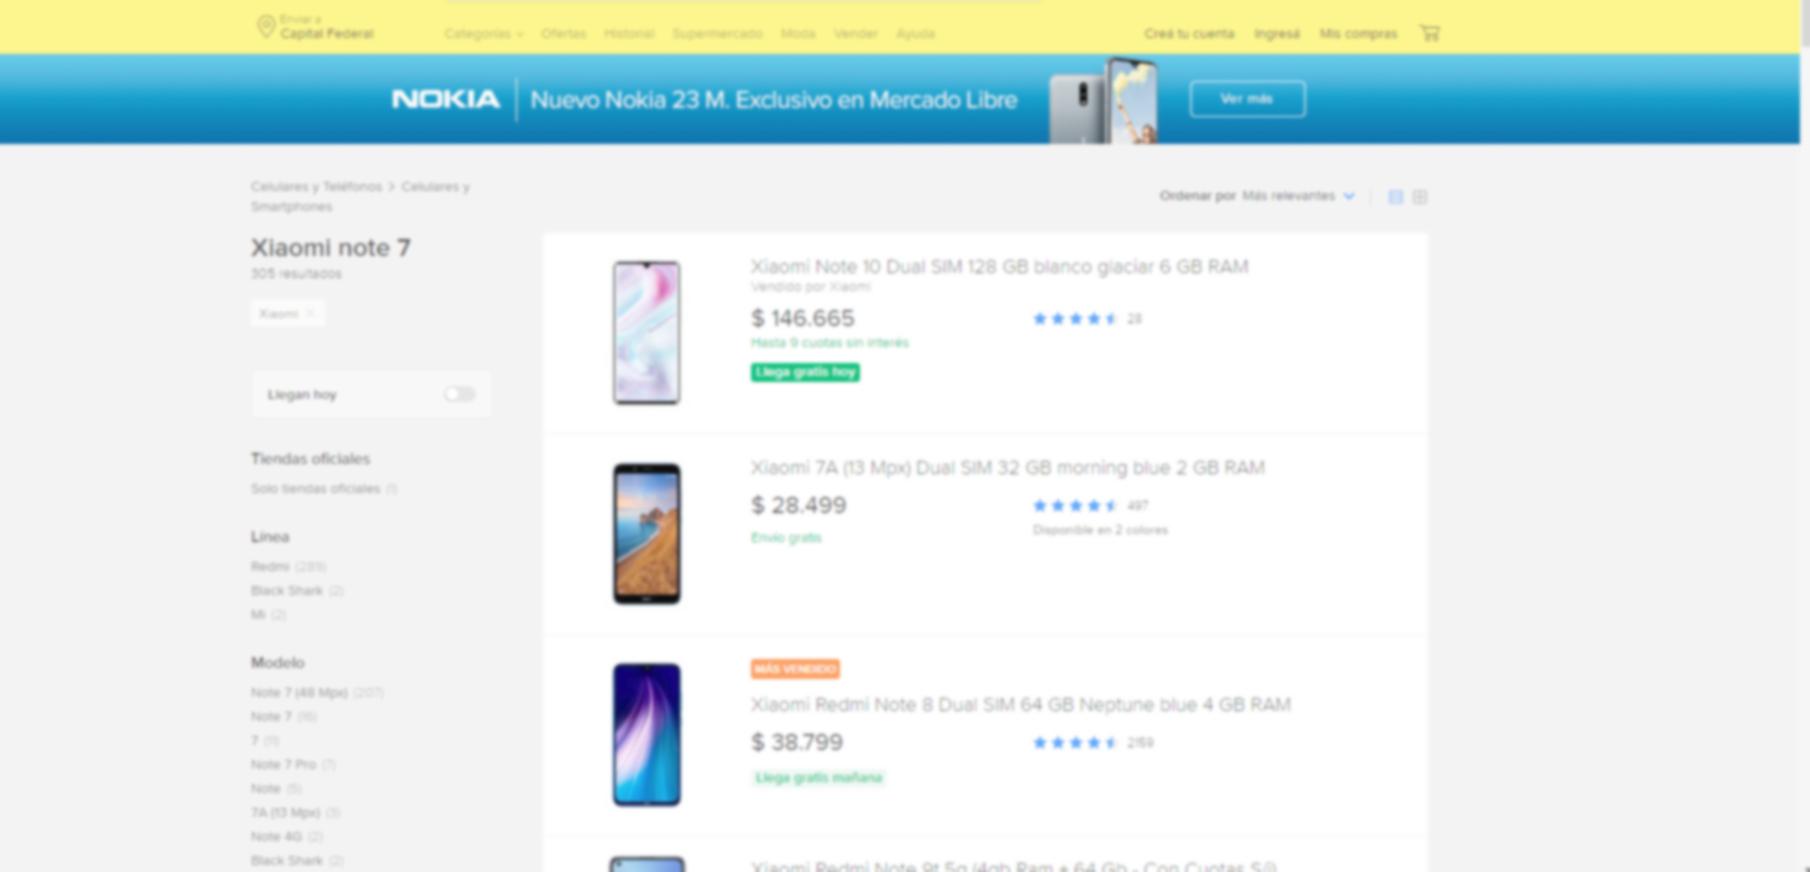 Enviar a
Capital Federal
Categorías Ofertas Historial Supermercado Moda Vender Ayuda
Creá tu cuenta Ingresá Mis compras
NOKIA
Nuevo Nokia 23 M. Exclusivo en Mercado Libre
Ver más
Celulares y Teléfonos > Celulares y
Smartphones
Ordenar por Más relevantes
Xiaomi note 7
305 resultados
Xiaomi ×
Llegan hoy
Tiendas oficiales
Solo tiendas oficiales (1)
Línea
Redmi (289)
Black Shark (2)
Mi (2)
Modelo
Note 7 (48 Mpx) (207)
Note 7 (16)
7 (11)
Note 7 Pro (7)
Note (5)
7A (13 Mpx) (3)
Note 4G (2)
Black Shark (2)
Xiaomi Note 10 Dual SIM 128 GB blanco glaciar 6 GB RAM
Vendido por Xiaomi
$ 146.665
28
Hasta 9 cuotas sin interés
Llega gratis hoy
Xiaomi 7A (13 Mpx) Dual SIM 32 GB morning blue 2 GB RAM
$ 28.499
497
Envío gratis
Disponible en 2 colores
MÁS VENDIDO
Xiaomi Redmi Note 8 Dual SIM 64 GB Neptune blue 4 GB RAM
$ 38.799
2159
Llega gratis mañana
Xiaomi Redmi Note 9t 5g (4gb Ram + 64 Gb - Con Cuotas S/i)